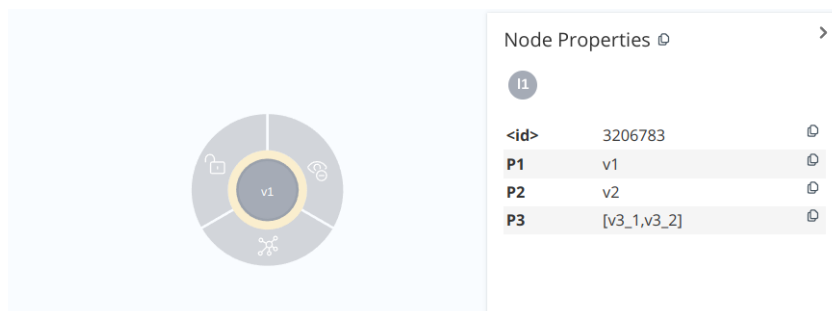 v1
Node Properties
l1
<id> 3206783
P1 v1
P2 v2
P3 [v3_1,v3_2]